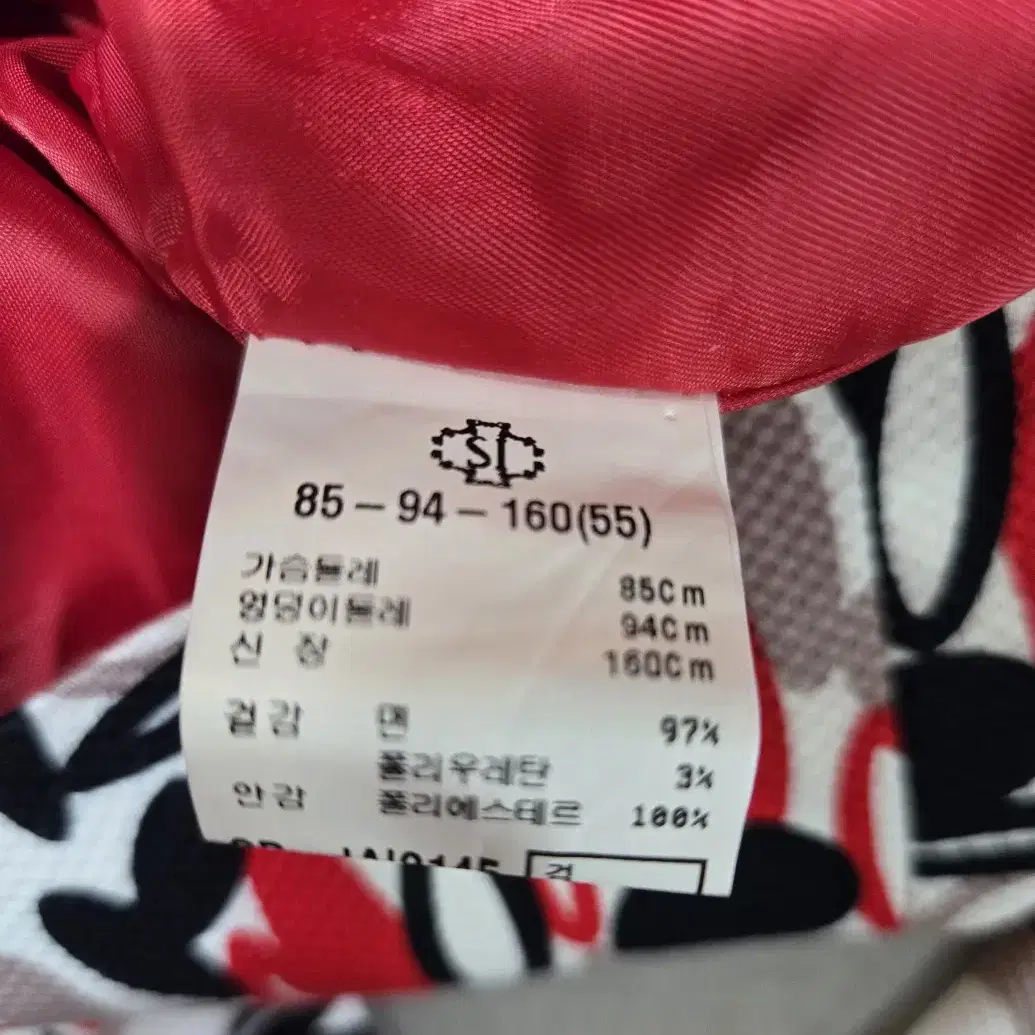 SI
85-94-160(55)
가슴둘레 85Cm
엉덩이둘레 94Cm
신 장 160Cm
겉감 면 97%
폴리우레탄 3%
안감 폴리에스테르 100%